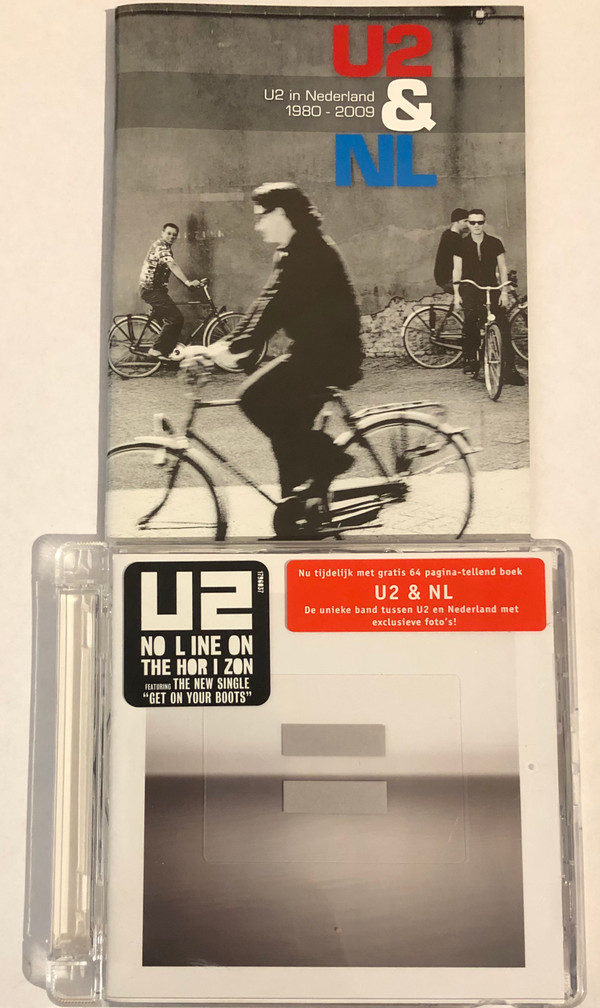 U2
U2 in Nederland
1980 - 2009
&
NL
U2
1796037
NO L INE ON
THE HOR I ZON
FEATURING THE NEW SINGLE
“GET ON YOUR BOOTS”
Nu tijdelijk met gratis 64 pagina-tellend boek
U2 & NL
De unieke band tussen U2 en Nederland met
exclusieve foto's!